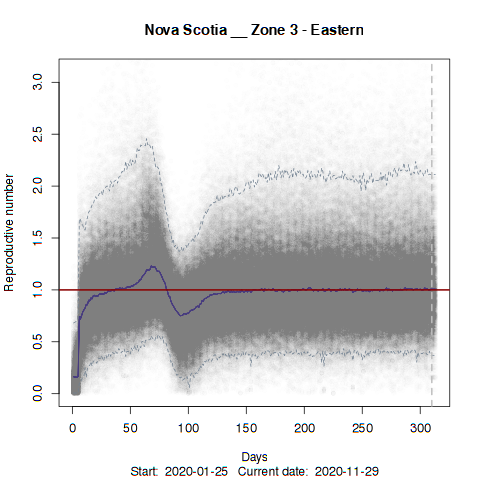 Nova Scotia __ Zone 3 - Eastern
Reproductive number
3.0
2.5
2.0
1.5
1.0
0.5
0.0
0 50 100 150 200 250 300
Days
Start: 2020-01-25 Current date: 2020-11-29